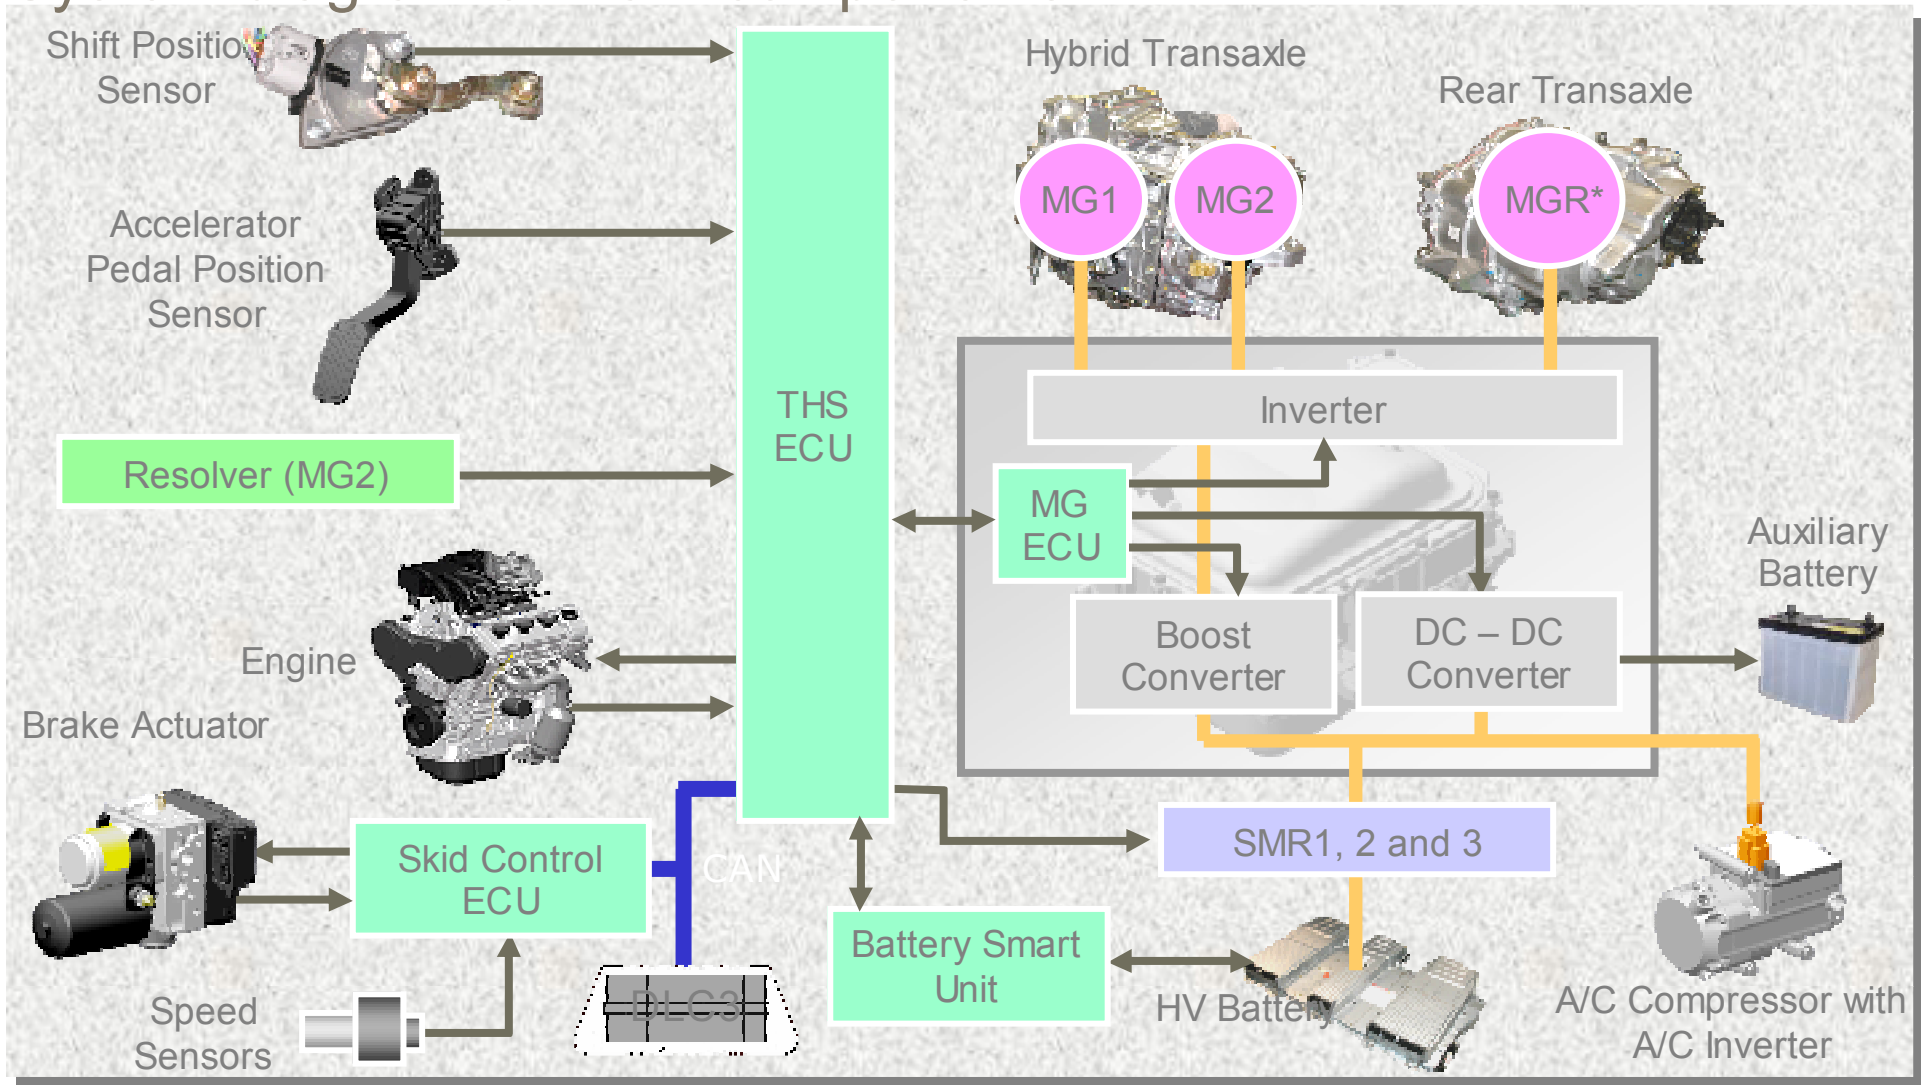 Shift Position
Sensor
Hybrid Transaxle
Rear Transaxle
MG1
MG2
MGR*
Accelerator
Pedal Position
Sensor
THS
ECU
Inverter
Resolver (MG2)
MG
ECU
Auxiliary
Battery
Boost
Converter
DC – DC
Converter
Engine
Brake Actuator
SMR1, 2 and 3
Skid Control
ECU
CAN
Battery Smart
Unit
DLC3
HV Battery
Speed
Sensors
A/C Compressor with
A/C Inverter